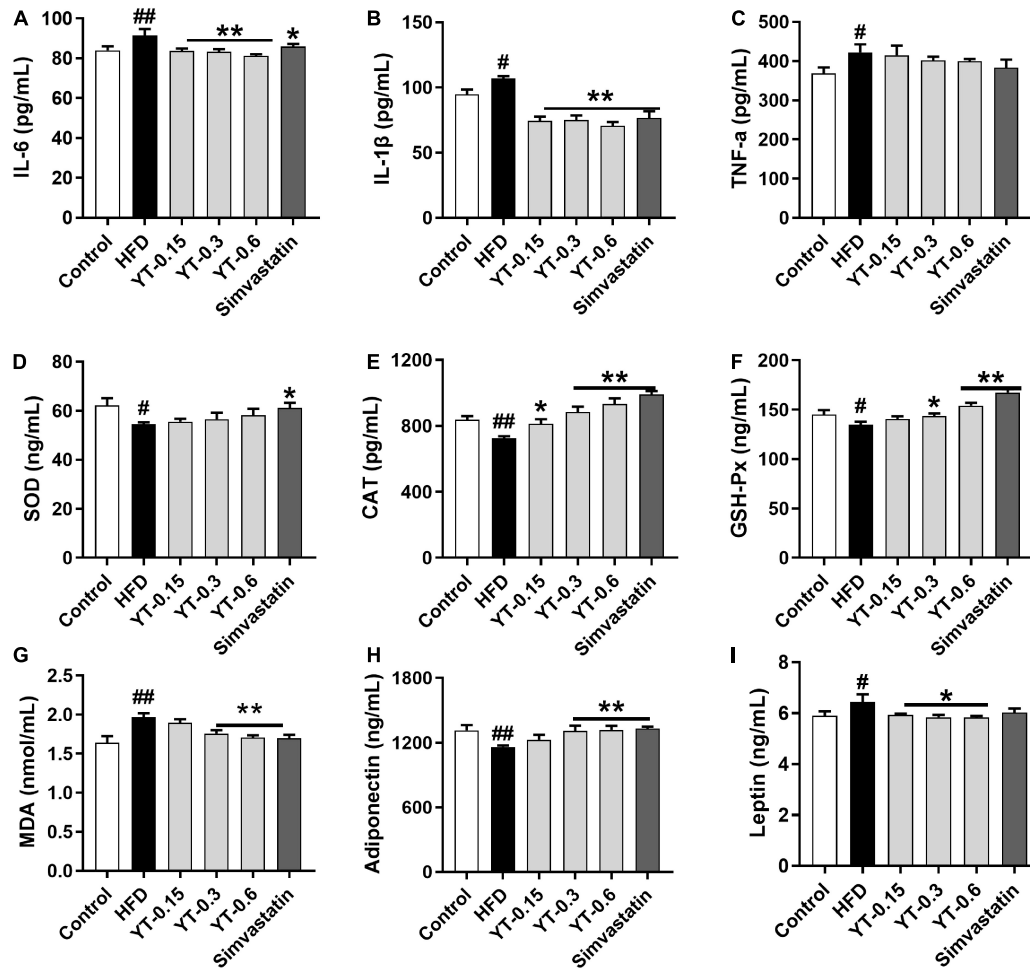 A
IL-6 (pg/mL)
100
80
60
40
20
0
##
**
*
Control
HFD
YT-0.15
YT-0.3
YT-0.6
Simvastatin
B
IL-1β (pg/mL)
150
100
50
0
#
**
Control
HFD
YT-0.15
YT-0.3
YT-0.6
Simvastatin
C
TNF-a (pg/mL)
500
400
300
200
100
0
#
Control
HFD
YT-0.15
YT-0.3
YT-0.6
Simvastatin
D
SOD (ng/mL)
80
60
40
20
0
#
*
Control
HFD
YT-0.15
YT-0.3
YT-0.6
Simvastatin
E
CAT (pg/mL)
1200
800
400
0
##
*
**
Control
HFD
YT-0.15
YT-0.3
YT-0.6
Simvastatin
F
GSH-Px (ng/mL)
200
150
100
50
0
#
*
**
Control
HFD
YT-0.15
YT-0.3
YT-0.6
Simvastatin
G
MDA (nmol/mL)
2.5
2.0
1.5
1.0
0.5
0.0
##
**
Control
HFD
YT-0.15
YT-0.3
YT-0.6
Simvastatin
H
Adiponectin (ng/mL)
1800
1200
600
0
##
**
Control
HFD
YT-0.15
YT-0.3
YT-0.6
Simvastatin
I
Leptin (ng/mL)
8
6
4
2
0
#
*
Control
HFD
YT-0.15
YT-0.3
YT-0.6
Simvastatin